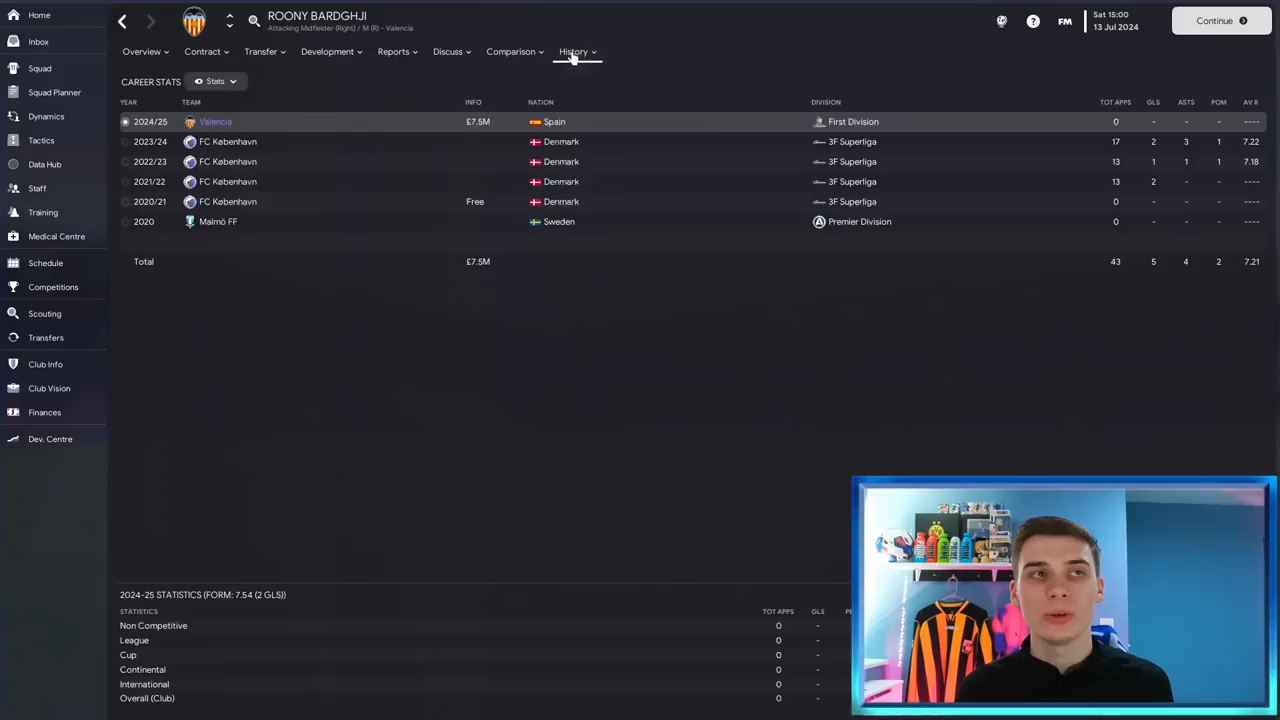 Home
Inbox
Squad
Squad Planner
Dynamics
Tactics
Data Hub
Staff
Training
Medical Centre
Schedule
Competitions
Scouting
Transfers
Club Info
Club Vision
Finances
Dev. Centre
ROONY BARDGHJI
Attacking Midfielder (Right) / M (R) - Valencia
FM
Sat 15:00
13 Jul 2024
Continue
Overview Contract Transfer Development Reports Discuss Comparison History
CAREER STATS Stats
YEAR TEAM INFO NATION DIVISION TOT APPS GLS ASTS POM AV R
2024/25 Valencia £7.5M Spain First Division 0 - - - ----
2023/24 FC København Denmark 3F Superliga 17 2 3 1 7.22
2022/23 FC København Denmark 3F Superliga 13 1 1 1 7.18
2021/22 FC København Denmark 3F Superliga 13 2 - - ----
2020/21 FC København Free Denmark 3F Superliga 0 - - - ----
2020 Malmö FF Sweden Premier Division 0 - - - ----
Total £7.5M 43 5 4 2 7.21
2024-25 STATISTICS (FORM: 7.54 (2 GLS))
STATISTICS TOT APPS GLS
Non Competitive 0 -
League 0 -
Cup 0 -
Continental 0 -
International 0 -
Overall (Club) 0 -